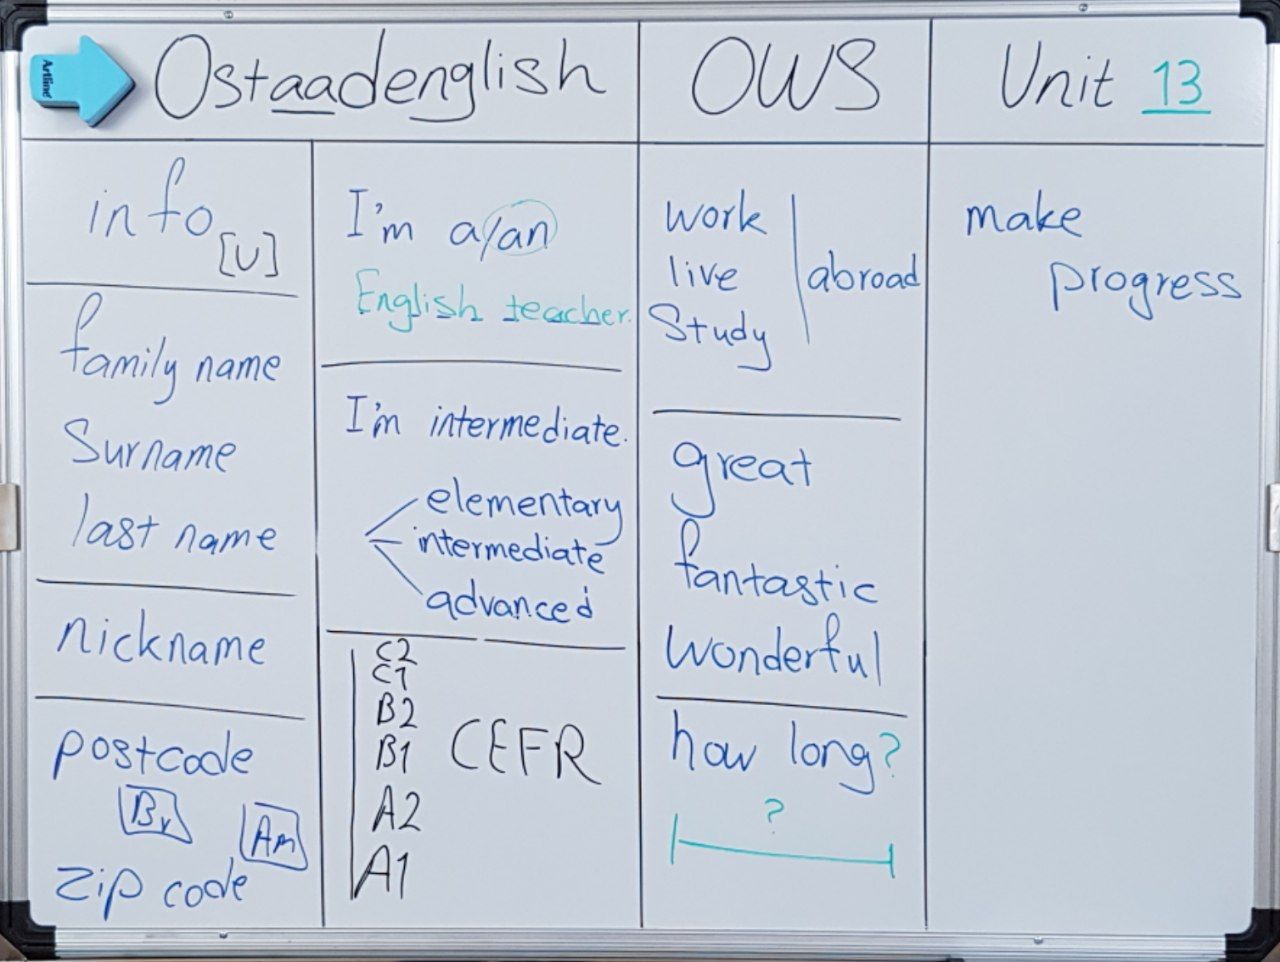 Artline
Ostaadenglish
OWS
Unit 13
info [U]
family name
Surname
last name
nickname
postcode
Br
Am
zip code
I'm a/an
English teacher.
I'm intermediate.
elementary
intermediate
advanced
C2
C1
B2
B1
A2
A1
CEFR
work
live
Study
abroad
great
fantastic
wonderful
how long?
?
make
progress